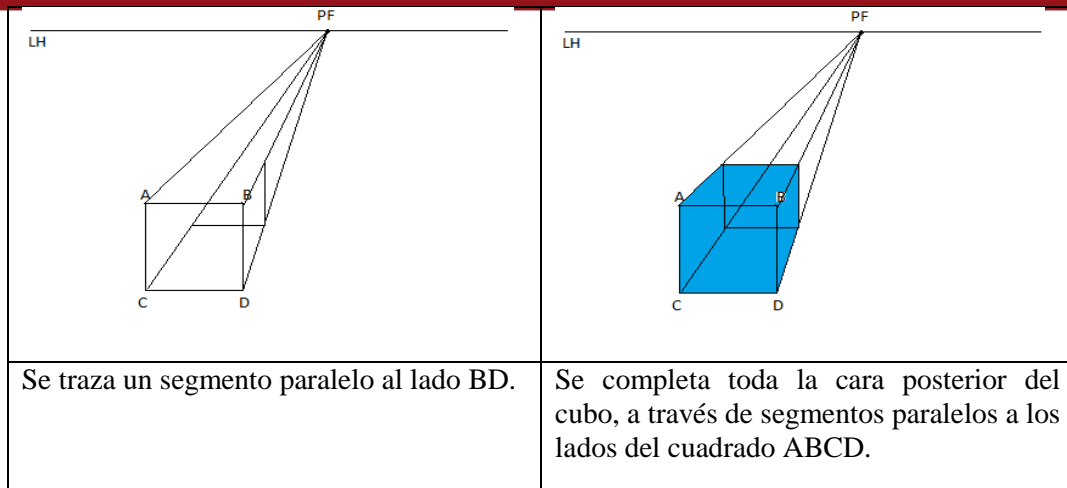 PF
LH
A
B
C
D
PF
LH
A
B
C
D
Se traza un segmento paralelo al lado BD.
Se completa toda la cara posterior del
cubo, a través de segmentos paralelos a los
lados del cuadrado ABCD.